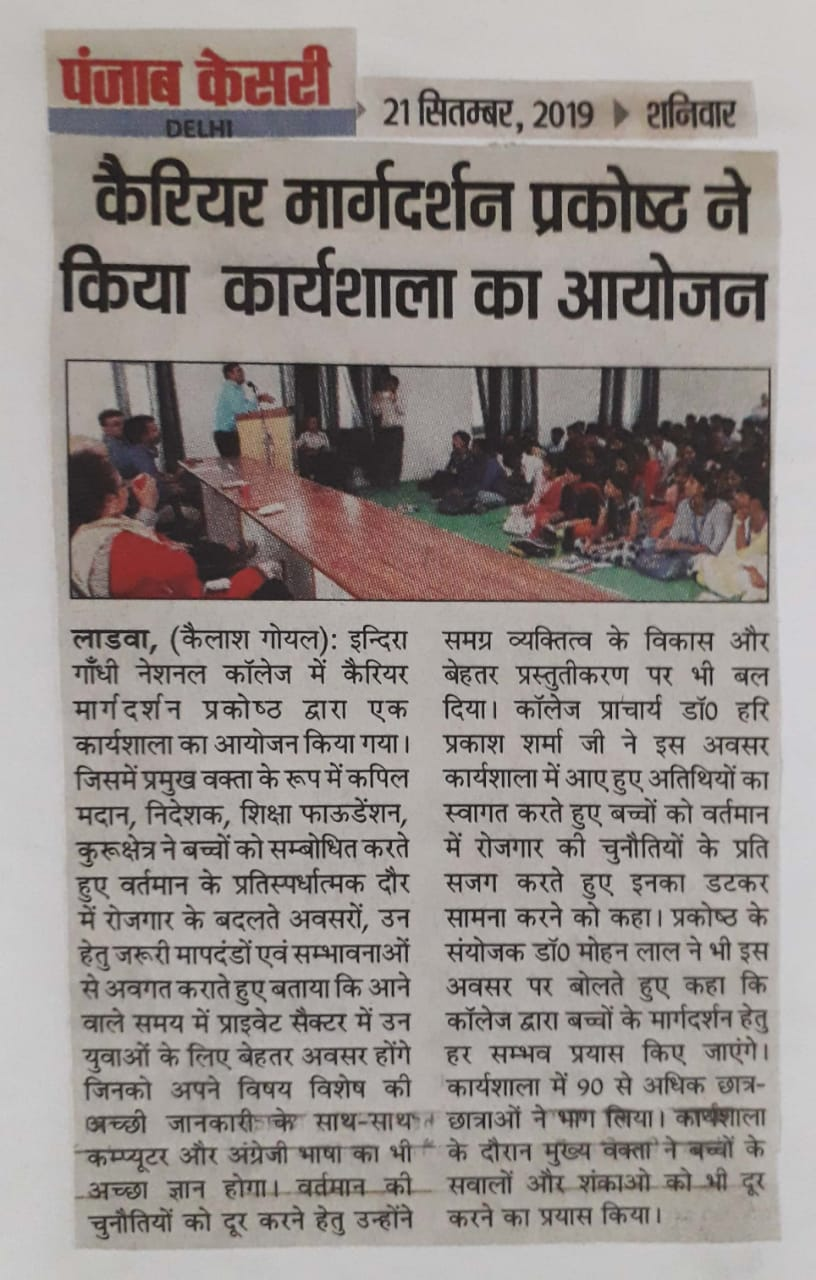 पंजाब केसरी
DELHI
21 सितम्बर, 2019 ▶ शनिवार
कैरियर मार्गदर्शन प्रकोष्ठ ने
किया कार्यशाला का आयोजन
लाडवा, (कैलाश गोयल): इन्दिरा
गाँधी नेशनल कॉलेज में कैरियर
मार्गदर्शन प्रकोष्ठ द्वारा एक
कार्यशाला का आयोजन किया गया।
जिसमें प्रमुख वक्ता के रूप में कपिल
मदान, निदेशक, शिक्षा फाऊडेंशन,
कुरूक्षेत्र ने बच्चों को सम्बोधित करते
हुए वर्तमान के प्रतिस्पर्धात्मक दौर
में रोजगार के बदलते अवसरों, उन
हेतु जरूरी मापदंडों एवं सम्भावनाओं
से अवगत कराते हुए बताया कि आने
वाले समय में प्राइवेट सैक्टर में उन
युवाओं के लिए बेहतर अवसर होंगे
जिनको अपने विषय विशेष की
अच्छी जानकारी के साथ-साथ
कम्प्यूटर और अंग्रेजी भाषा का भी
अच्छा ज्ञान होगा। वर्तमान की
चुनौतियों को दूर करने हेतु उन्होंने
समग्र व्यक्तित्व के विकास और
बेहतर प्रस्तुतीकरण पर भी बल
दिया। कॉलेज प्राचार्य डॉ0 हरि
प्रकाश शर्मा जी ने इस अवसर
कार्यशाला में आए हुए अतिथियों का
स्वागत करते हुए बच्चों को वर्तमान
में रोजगार की चुनौतियों के प्रति
सजग करते हुए इनका डटकर
सामना करने को कहा। प्रकोष्ठ के
संयोजक डॉ0 मोहन लाल ने भी इस
अवसर पर बोलते हुए कहा कि
कॉलेज द्वारा बच्चों के मार्गदर्शन हेतु
हर सम्भव प्रयास किए जाएंगे।
कार्यशाला में 90 से अधिक छात्र-
छात्राओं ने भाग लिया। कार्यशाला
के दौरान मुख्य वक्ता ने बच्चों के
सवालों और शंकाओ को भी दूर
करने का प्रयास किया।